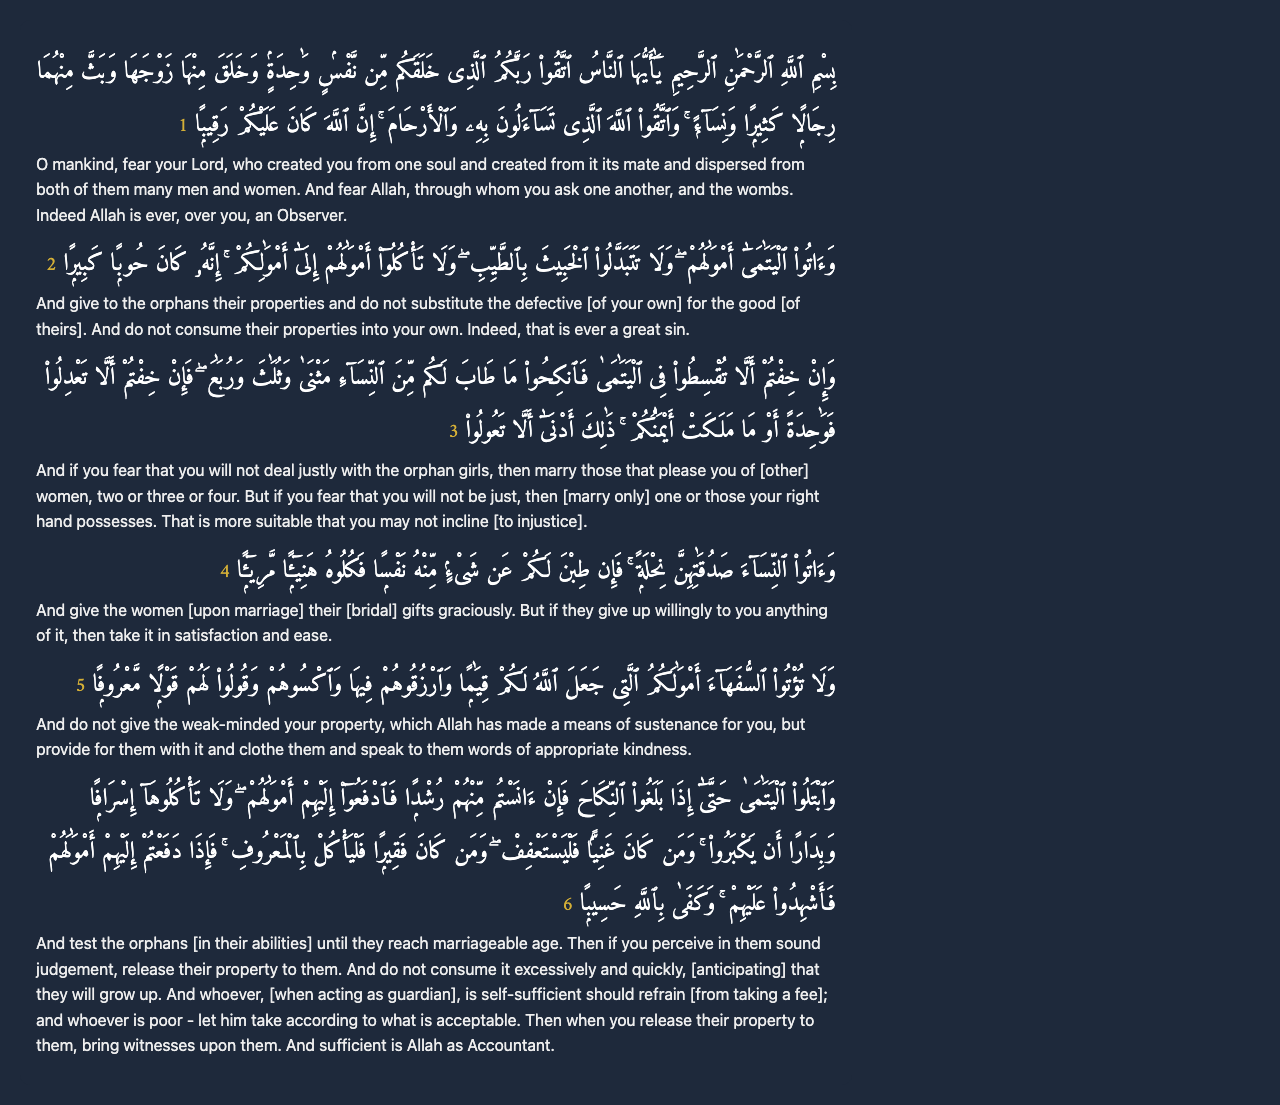 بِسْمِ ٱللَّهِ ٱلرَّحْمَٰنِ ٱلرَّحِيمِ يَٰٓأَيُّهَا ٱلنَّاسُ ٱتَّقُوا۟ رَبَّكُمُ ٱلَّذِى خَلَقَكُم مِّن نَّفْسٍۢ وَٰحِدَةٍۢ وَخَلَقَ مِنْهَا زَوْجَهَا وَبَثَّ مِنْهُمَا
رِجَالًۭا كَثِيرًۭا وَنِسَآءًۭ ۚ وَٱتَّقُوا۟ ٱللَّهَ ٱلَّذِى تَسَآءَلُونَ بِهِۦ وَٱلْأَرْحَامَ ۚ إِنَّ ٱللَّهَ كَانَ عَلَيْكُمْ رَقِيبًۭا 1
O mankind, fear your Lord, who created you from one soul and created from it its mate and dispersed from
both of them many men and women. And fear Allah, through whom you ask one another, and the wombs.
Indeed Allah is ever, over you, an Observer.
وَءَاتُوا۟ ٱلْيَتَٰمَىٰٓ أَمْوَٰلَهُمْ ۖ وَلَا تَتَبَدَّلُوا۟ ٱلْخَبِيثَ بِٱلطَّيِّبِ ۖ وَلَا تَأْكُلُوٓا۟ أَمْوَٰلَهُمْ إِلَىٰٓ أَمْوَٰلِكُمْ ۚ إِنَّهُۥ كَانَ حُوبًۭا كَبِيرًۭا 2
And give to the orphans their properties and do not substitute the defective [of your own] for the good [of
theirs]. And do not consume their properties into your own. Indeed, that is ever a great sin.
وَإِنْ خِفْتُمْ أَلَّا تُقْسِطُوا۟ فِى ٱلْيَتَٰمَىٰ فَٱنكِحُوا۟ مَا طَابَ لَكُم مِّنَ ٱلنِّسَآءِ مَثْنَىٰ وَثُلَٰثَ وَرُبَٰعَ ۖ فَإِنْ خِفْتُمْ أَلَّا تَعْدِلُوا۟
فَوَٰحِدَةً أَوْ مَا مَلَكَتْ أَيْمَٰنُكُمْ ۚ ذَٰلِكَ أَدْنَىٰٓ أَلَّا تَعُولُوا۟ 3
And if you fear that you will not deal justly with the orphan girls, then marry those that please you of [other]
women, two or three or four. But if you fear that you will not be just, then [marry only] one or those your right
hand possesses. That is more suitable that you may not incline [to injustice].
وَءَاتُوا۟ ٱلنِّسَآءَ صَدُقَٰتِهِنَّ نِحْلَةًۭ ۚ فَإِن طِبْنَ لَكُمْ عَن شَىْءٍۢ مِّنْهُ نَفْسًۭا فَكُلُوهُ هَنِيٓـًۭٔا مَّرِيٓـًۭٔا 4
And give the women [upon marriage] their [bridal] gifts graciously. But if they give up willingly to you anything
of it, then take it in satisfaction and ease.
وَلَا تُؤْتُوا۟ ٱلسُّفَهَآءَ أَمْوَٰلَكُمُ ٱلَّتِى جَعَلَ ٱللَّهُ لَكُمْ قِيَٰمًۭا وَٱرْزُقُوهُمْ فِيهَا وَٱكْسُوهُمْ وَقُولُوا۟ لَهُمْ قَوْلًۭا مَّعْرُوفًۭا 5
And do not give the weak-minded your property, which Allah has made a means of sustenance for you, but
provide for them with it and clothe them and speak to them words of appropriate kindness.
وَٱبْتَلُوا۟ ٱلْيَتَٰمَىٰ حَتَّىٰٓ إِذَا بَلَغُوا۟ ٱلنِّكَاحَ فَإِنْ ءَانَسْتُم مِّنْهُمْ رُشْدًۭا فَٱدْفَعُوٓا۟ إِلَيْهِمْ أَمْوَٰلَهُمْ ۖ وَلَا تَأْكُلُوهَآ إِسْرَافًۭا
وَبِدَارًا أَن يَكْبَرُوا۟ ۚ وَمَن كَانَ غَنِيًّۭا فَلْيَسْتَعْفِفْ ۖ وَمَن كَانَ فَقِيرًۭا فَلْيَأْكُلْ بِٱلْمَعْرُوفِ ۚ فَإِذَا دَفَعْتُمْ إِلَيْهِمْ أَمْوَٰلَهُمْ
فَأَشْهِدُوا۟ عَلَيْهِمْ ۚ وَكَفَىٰ بِٱللَّهِ حَسِيبًۭا 6
And test the orphans [in their abilities] until they reach marriageable age. Then if you perceive in them sound
judgement, release their property to them. And do not consume it excessively and quickly, [anticipating] that
they will grow up. And whoever, [when acting as guardian], is self-sufficient should refrain [from taking a fee];
and whoever is poor - let him take according to what is acceptable. Then when you release their property to
them, bring witnesses upon them. And sufficient is Allah as Accountant.